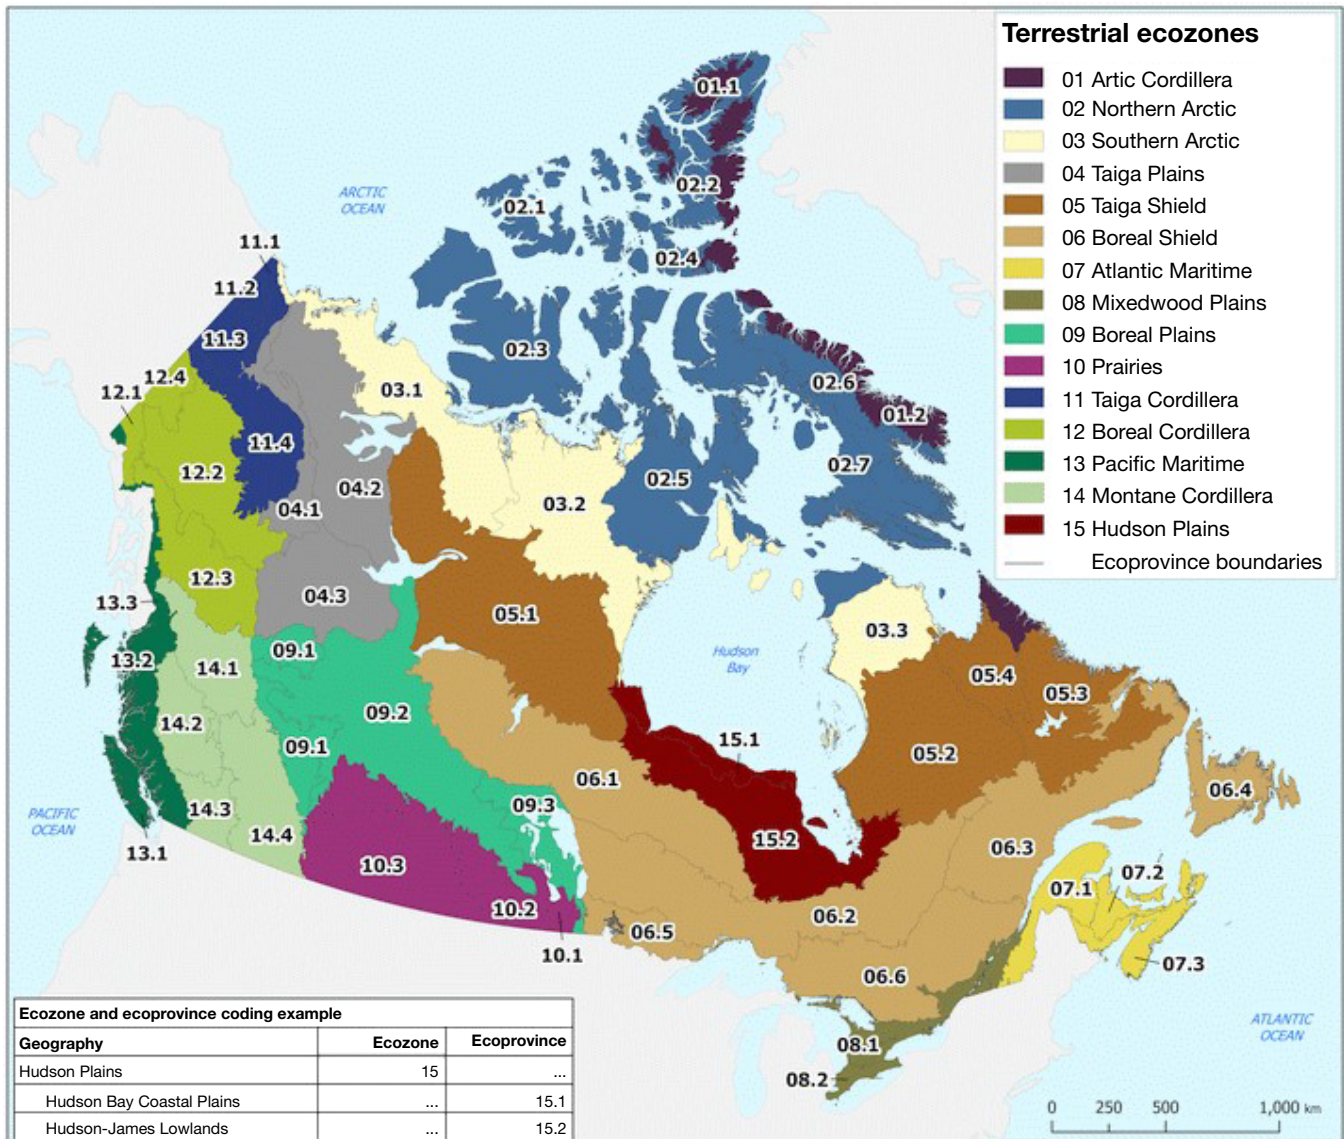 Terrestrial ecozones
01 Artic Cordillera
02 Northern Arctic
03 Southern Arctic
04 Taiga Plains
05 Taiga Shield
06 Boreal Shield
07 Atlantic Maritime
08 Mixedwood Plains
09 Boreal Plains
10 Prairies
11 Taiga Cordillera
12 Boreal Cordillera
13 Pacific Maritime
14 Montane Cordillera
15 Hudson Plains
Ecoprovince boundaries
01.1
ARCTIC
OCEAN
02.2
02.1
11.1
02.4
11.2
11.3
02.3
12.4
02.6
12.1
03.1
01.2
11.4
02.7
12.2
02.5
04.2
03.2
04.1
12.3
04.3
13.3
05.1
03.3
09.1
Hudson
Bay
13.2
14.1
05.4
05.3
09.2
14.2
15.1
09.1
05.2
06.1
06.4
09.3
14.3
PACIFIC
OCEAN
14.4
15.2
06.3
13.1
10.3
07.2
07.1
10.2
06.2
06.5
10.1
07.3
06.6
ATLANTIC
OCEAN
08.1
08.2
Ecozone and ecoprovince coding example
Geography Ecozone Ecoprovince
Hudson Plains 15 ...
Hudson Bay Coastal Plains ... 15.1
Hudson-James Lowlands ... 15.2
0 250 500 1,000 km